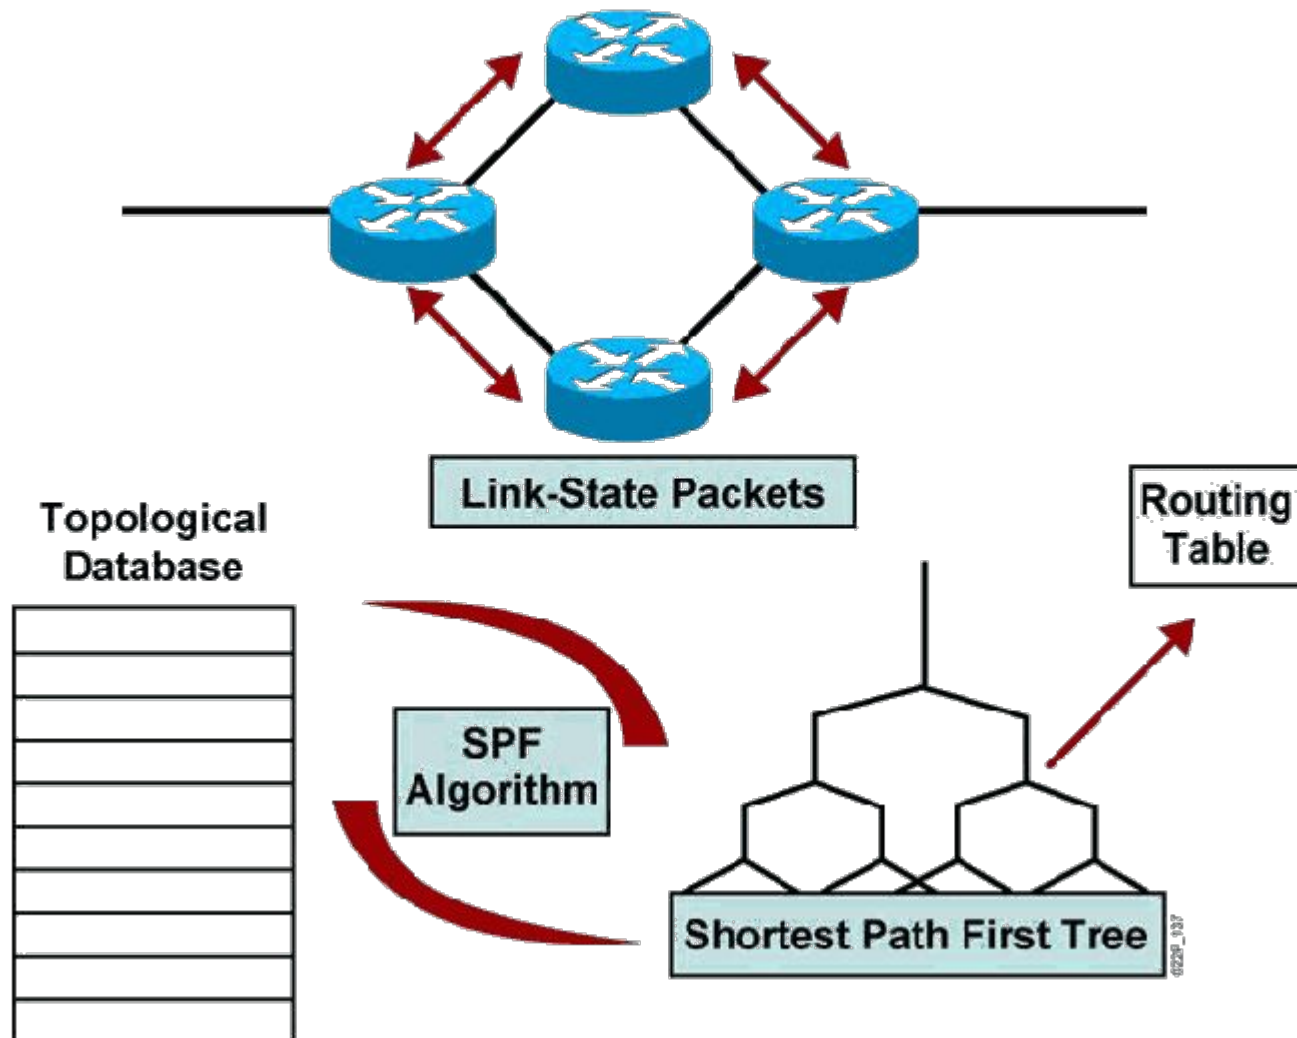 Link-State Packets
Topological
Database
Routing
Table
SPF
Algorithm
Shortest Path First Tree